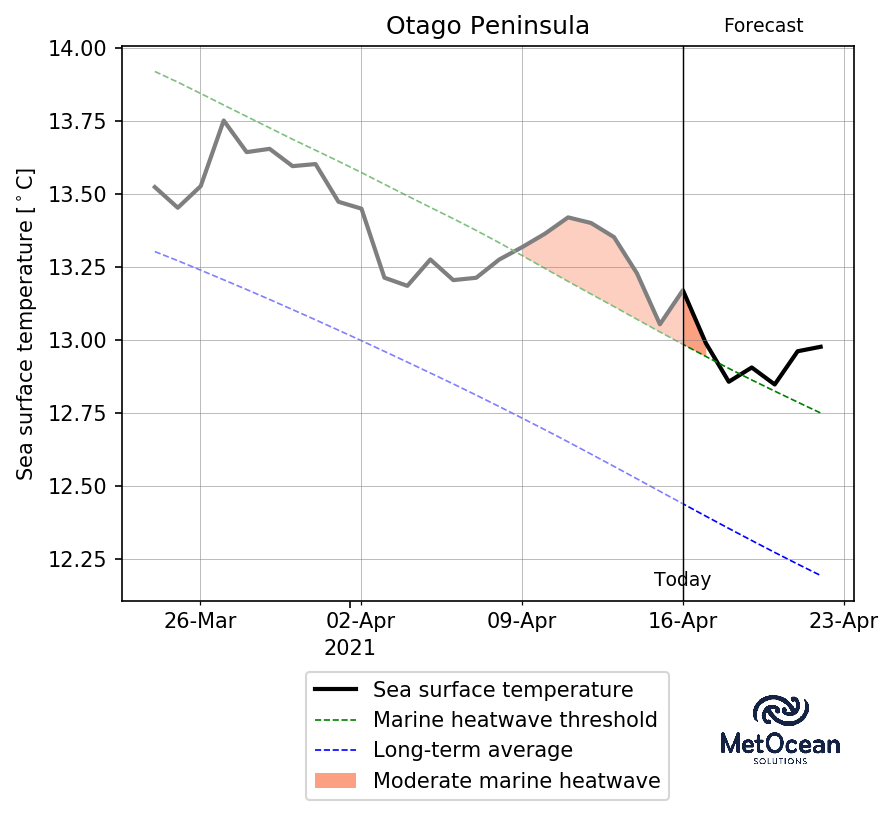 Otago Peninsula
Forecast
Sea surface temperature [°C]
14.00
13.75
13.50
13.25
13.00
12.75
12.50
12.25
Today
26-Mar
02-Apr
09-Apr
16-Apr
23-Apr
2021
Sea surface temperature
Marine heatwave threshold
Long-term average
Moderate marine heatwave
MetOcean
SOLUTIONS